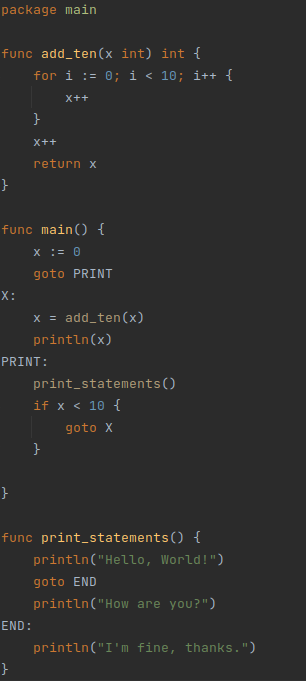 package main

func add_ten(x int) int {
    for i := 0; i < 10; i++ {
        x++
    }
    x++
    return x
}

func main() {
    x := 0
    goto PRINT
X:
    x = add_ten(x)
    println(x)
PRINT:
    print_statements()
    if x < 10 {
        goto X
    }

}

func print_statements() {
    println("Hello, World!")
    goto END
    println("How are you?")
END:
    println("I'm fine, thanks.")
}